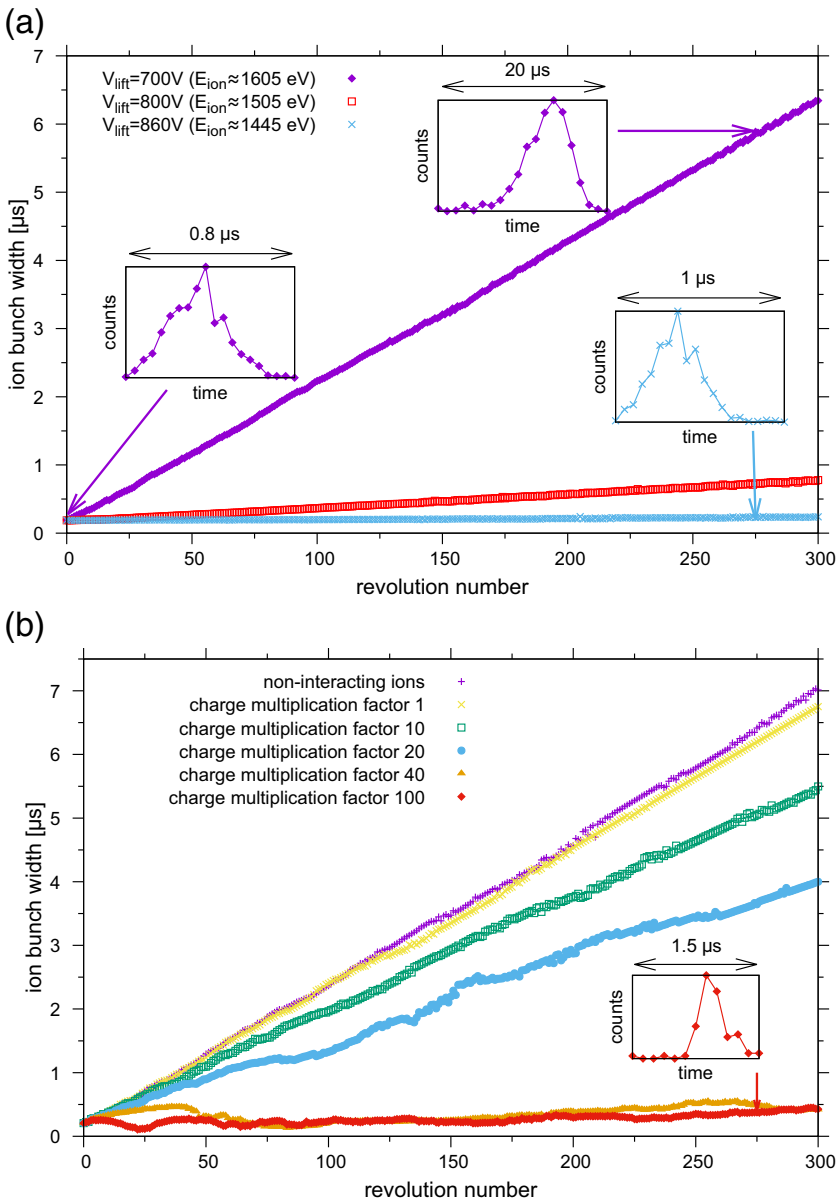 (a)
7
6
5
4
3
2
1
0
ion bunch width [µs]
V_lift=700V (E_ion≈1605 eV)
V_lift=800V (E_ion≈1505 eV)
V_lift=860V (E_ion≈1445 eV)
20 µs
counts
time
0.8 µs
counts
time
1 µs
counts
time
0 50 100 150 200 250 300
revolution number
(b)
7
6
5
4
3
2
1
0
ion bunch width [µs]
non-interacting ions
charge multiplication factor 1
charge multiplication factor 10
charge multiplication factor 20
charge multiplication factor 40
charge multiplication factor 100
1.5 µs
counts
time
0 50 100 150 200 250 300
revolution number